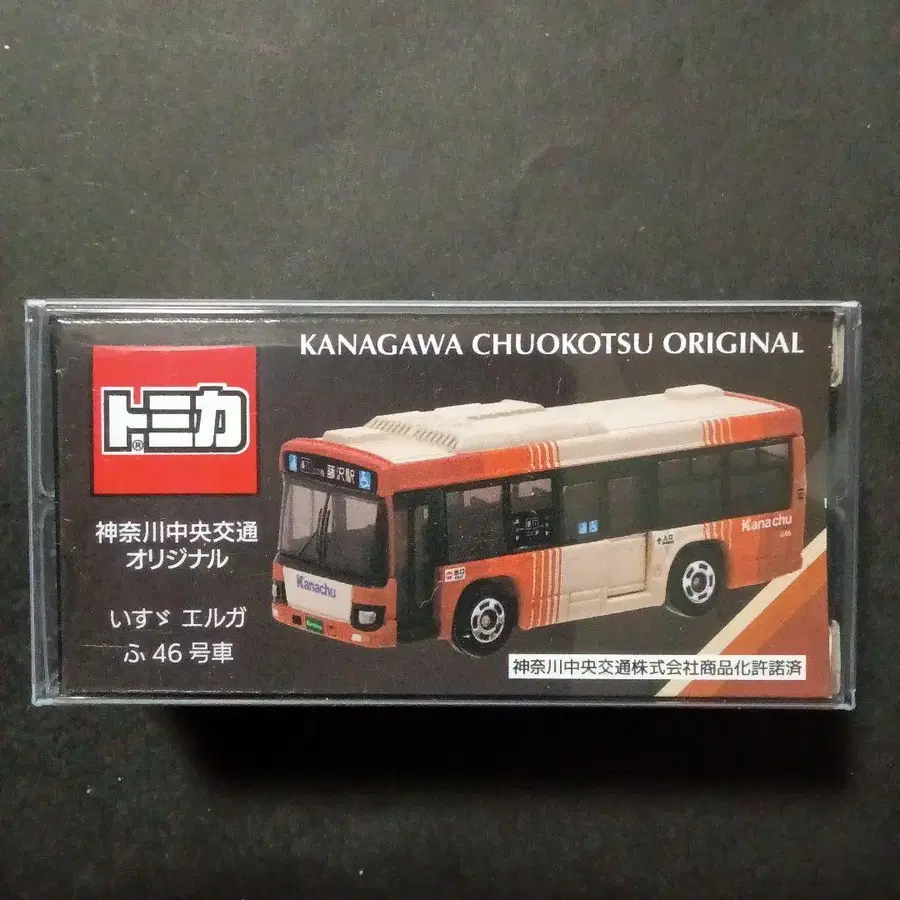 KANAGAWA CHUOKOTSU ORIGINAL
トミカ
®
神奈川中央交通
オリジナル
いすゞ エルガ
ふ 46 号車
藤沢駅
Kanachu
Kanachu
神奈川中央交通株式会社商品化許諾済